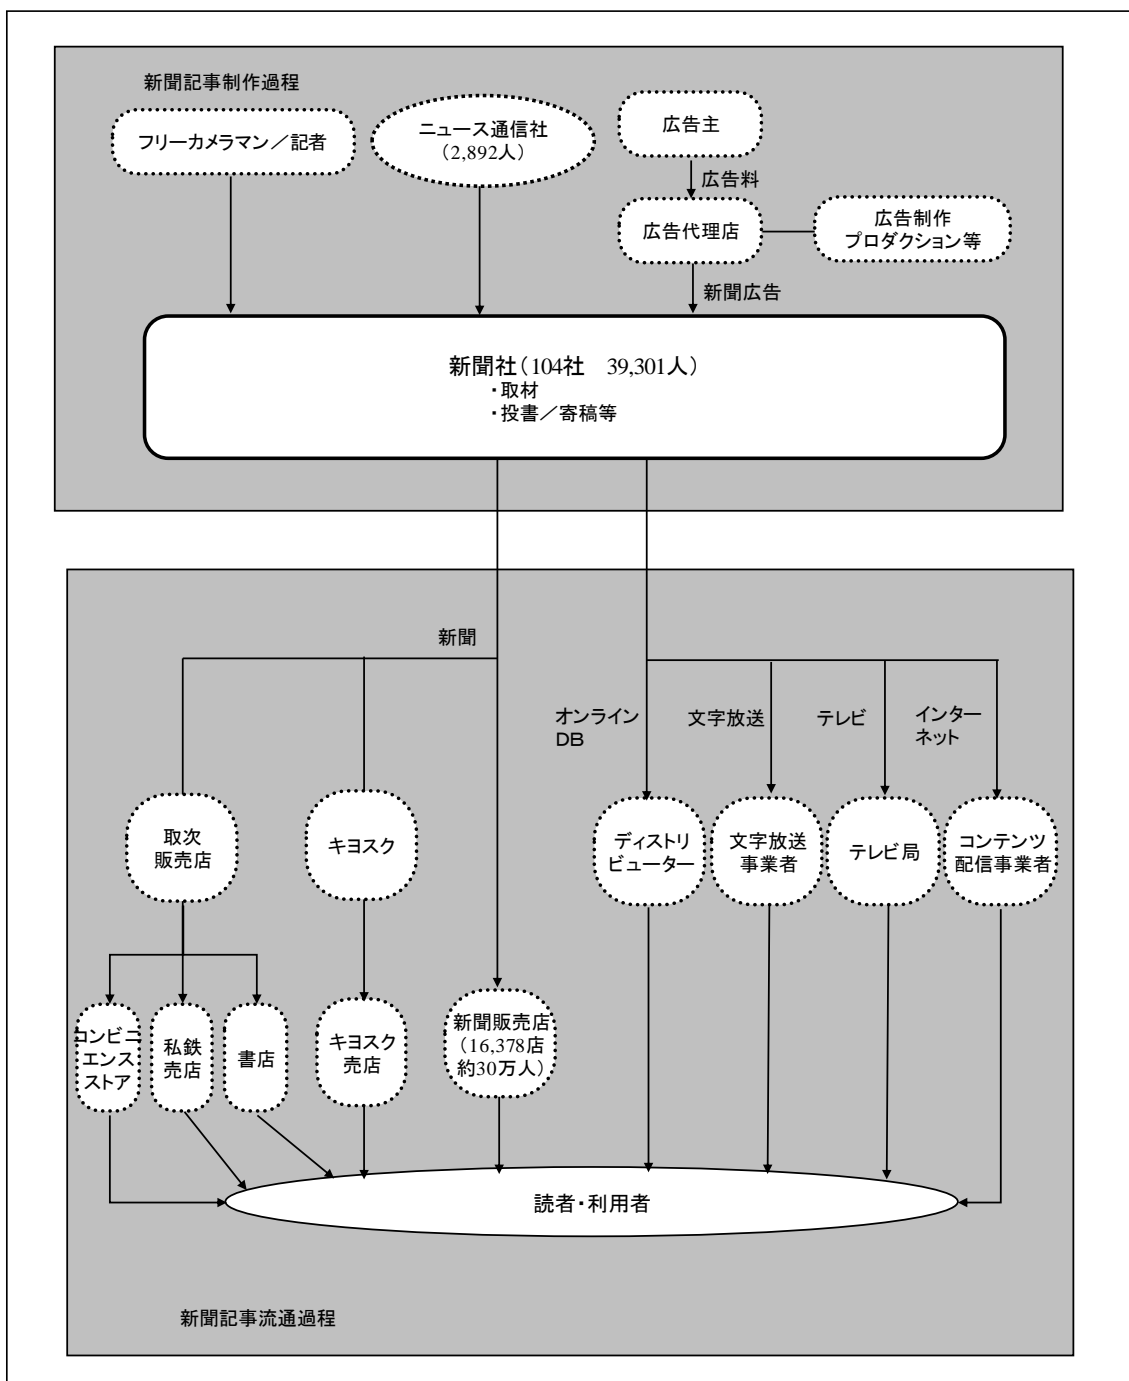 新聞記事制作過程
フリーカメラマン／記者
ニュース通信社
（2,892人）
広告主
広告料
広告代理店
広告制作
プロダクション等
新聞広告
新聞社（104社　39,301人）
・取材
・投書／寄稿等
新聞
オンライン
DB
文字放送
テレビ
インター
ネット
取次
販売店
キヨスク
ディストリ
ビューター
文字放送
事業者
テレビ局
コンテンツ
配信事業者
コンビニ
エンス
ストア
私鉄
売店
書店
キヨスク
売店
新聞販売店
（16,378店
約30万人）
読者・利用者
新聞記事流通過程